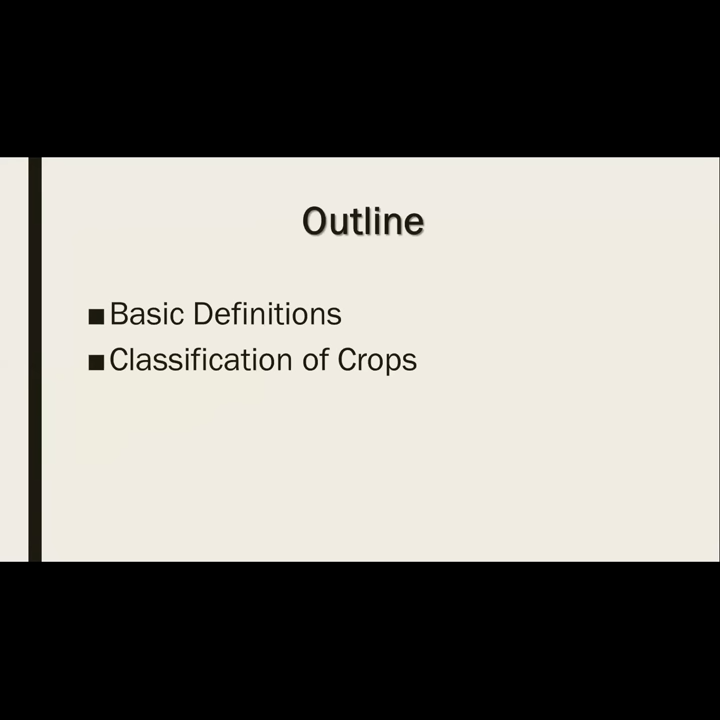 Outline
■Basic Definitions
■Classification of Crops